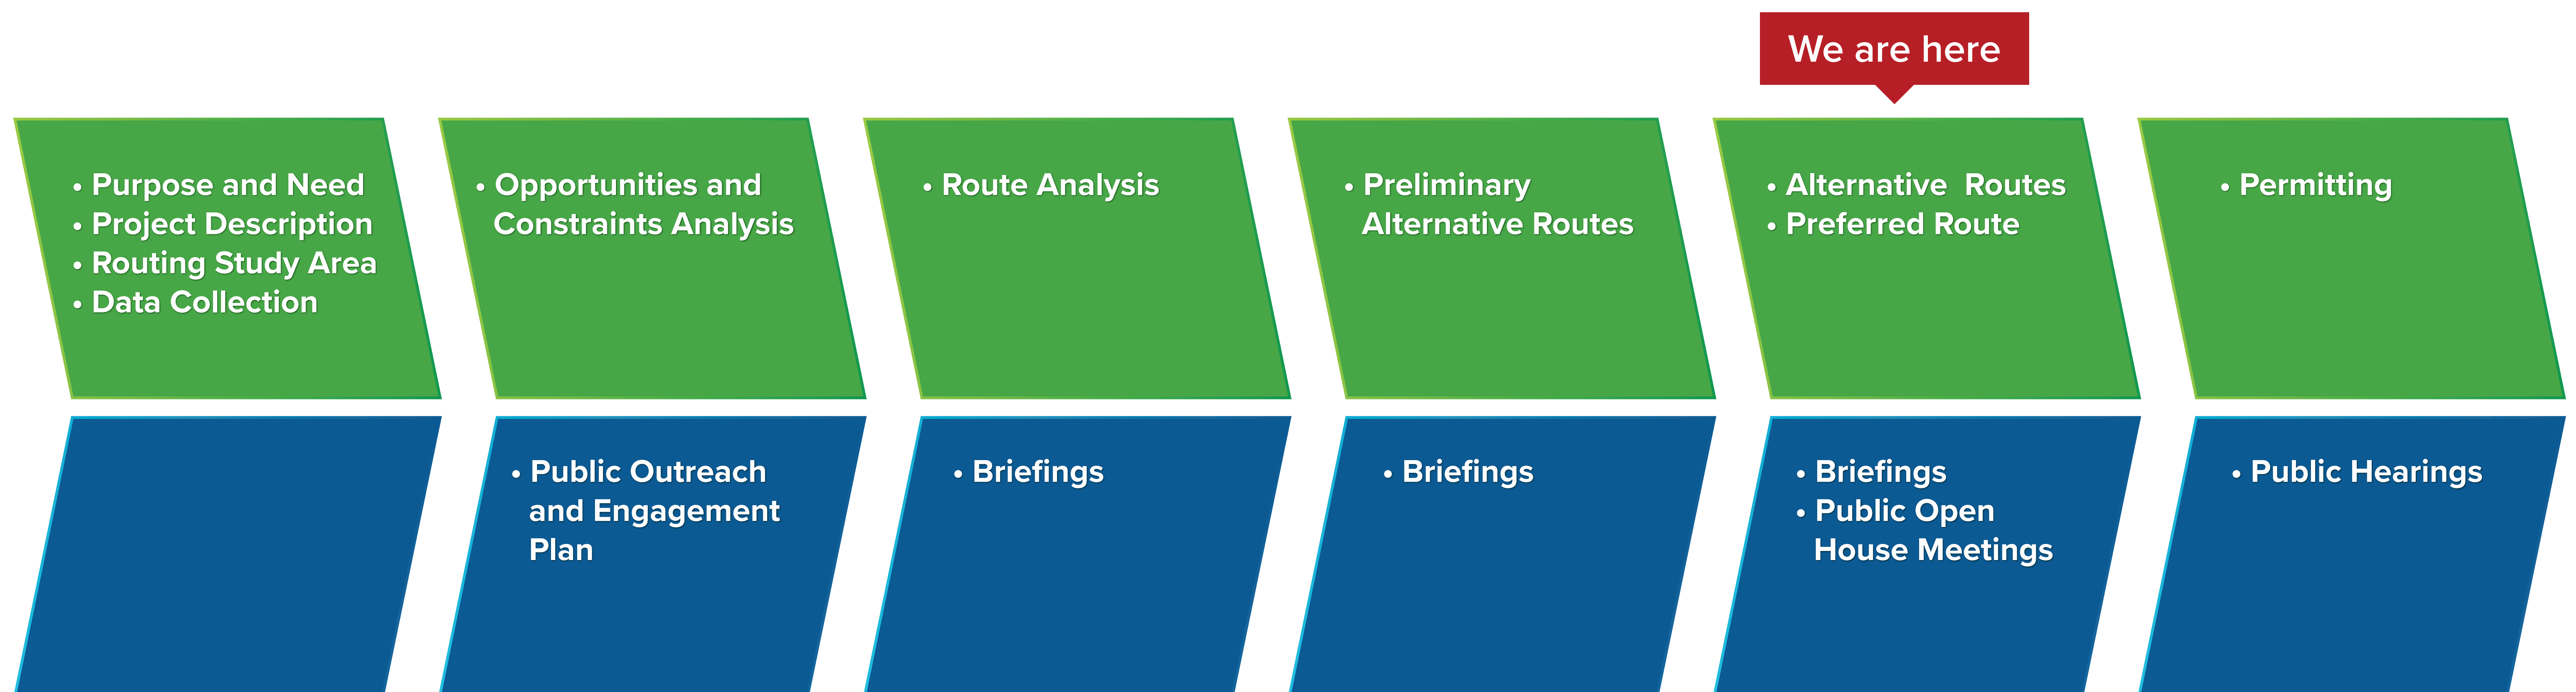 We are here
• Purpose and Need
• Project Description
• Routing Study Area
• Data Collection
• Opportunities and
Constraints Analysis
• Route Analysis
• Preliminary
Alternative Routes
• Alternative  Routes
• Preferred Route
• Permitting
• Public Outreach
and Engagement
Plan
• Briefings
• Briefings
• Briefings
• Public Open
House Meetings
• Public Hearings